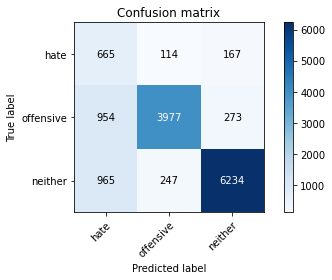 Confusion matrix
6000
hate 665 114 167
5000
4000
offensive 954 3977 273
3000
2000
neither 965 247 6234
1000
True label
hate offensive neither
Predicted label